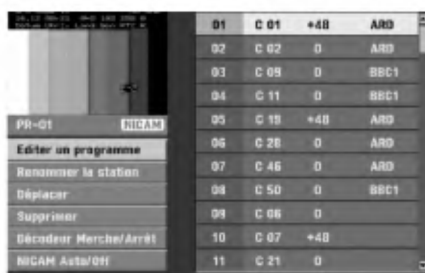 PR-01 NICAM
Editer un programme
Renommer la station
Déplacer
Supprimer
Décodeur Marche/Arrêt
NICAM Auto/Off
01 C 01 +48 ARD
02 C 02 0 ARD
03 C 09 0 BBC1
04 C 11 0 BBC1
05 C 19 +48 ARD
06 C 28 0 ARD
07 C 46 0 ARD
08 C 50 0 BBC1
09 C 06 0
10 C 07 +48
11 C 21 0